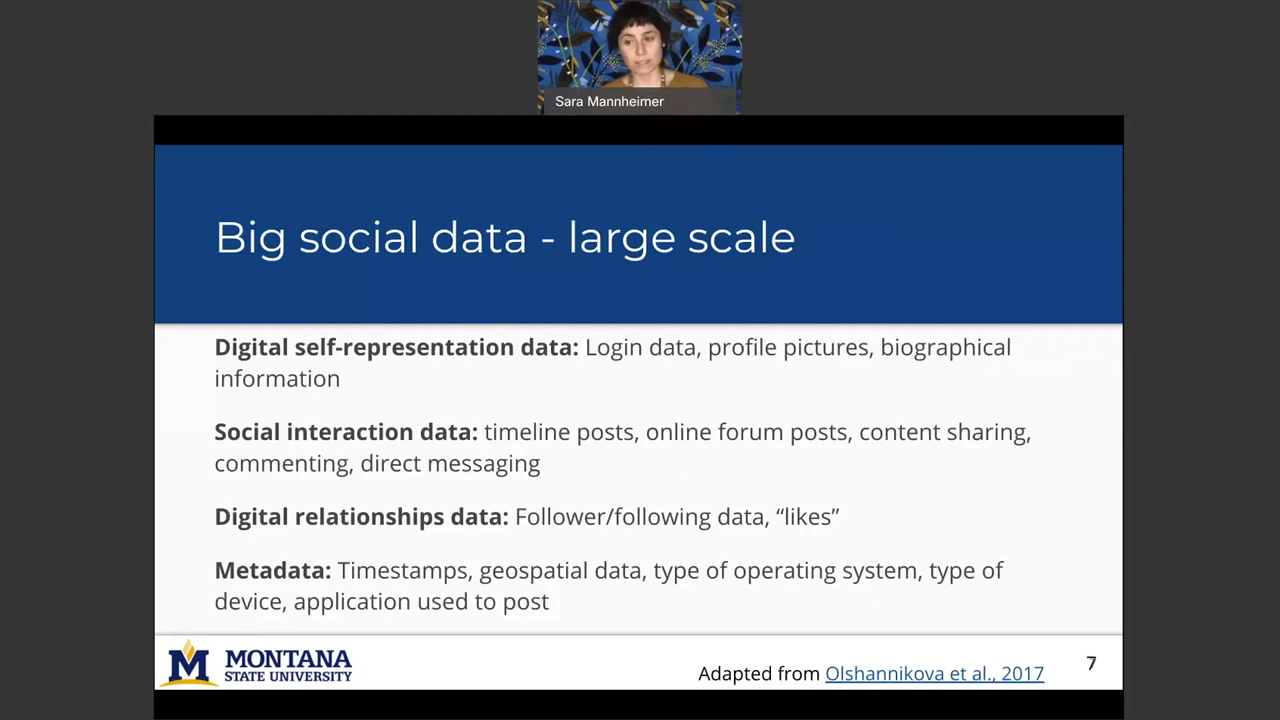 Sara Mannheimer
Big social data - large scale
Digital self-representation data: Login data, profile pictures, biographical
information
Social interaction data: timeline posts, online forum posts, content sharing,
commenting, direct messaging
Digital relationships data: Follower/following data, “likes”
Metadata: Timestamps, geospatial data, type of operating system, type of
device, application used to post
M MONTANA
STATE UNIVERSITY
Adapted from Olshannikova et al., 2017
7